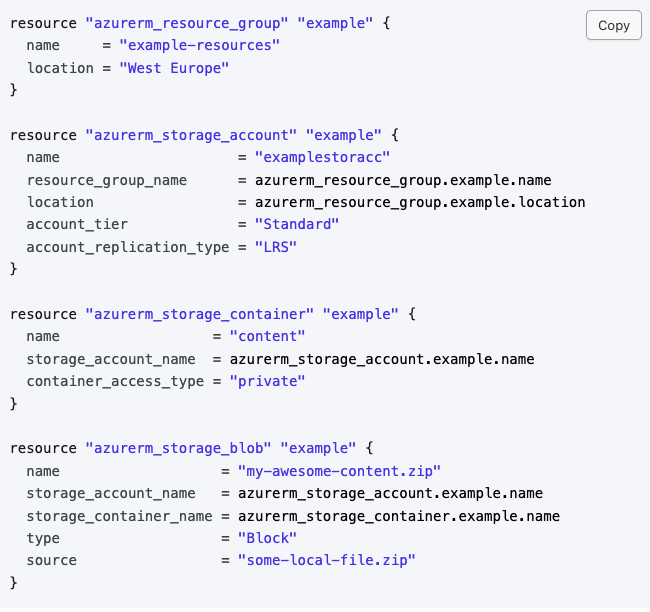 resource "azurerm_resource_group" "example" {
Copy
  name     = "example-resources"
  location = "West Europe"
}

resource "azurerm_storage_account" "example" {
  name                     = "examplestoracc"
  resource_group_name      = azurerm_resource_group.example.name
  location                 = azurerm_resource_group.example.location
  account_tier             = "Standard"
  account_replication_type = "LRS"
}

resource "azurerm_storage_container" "example" {
  name                  = "content"
  storage_account_name  = azurerm_storage_account.example.name
  container_access_type = "private"
}

resource "azurerm_storage_blob" "example" {
  name                   = "my-awesome-content.zip"
  storage_account_name   = azurerm_storage_account.example.name
  storage_container_name = azurerm_storage_container.example.name
  type                   = "Block"
  source                 = "some-local-file.zip"
}